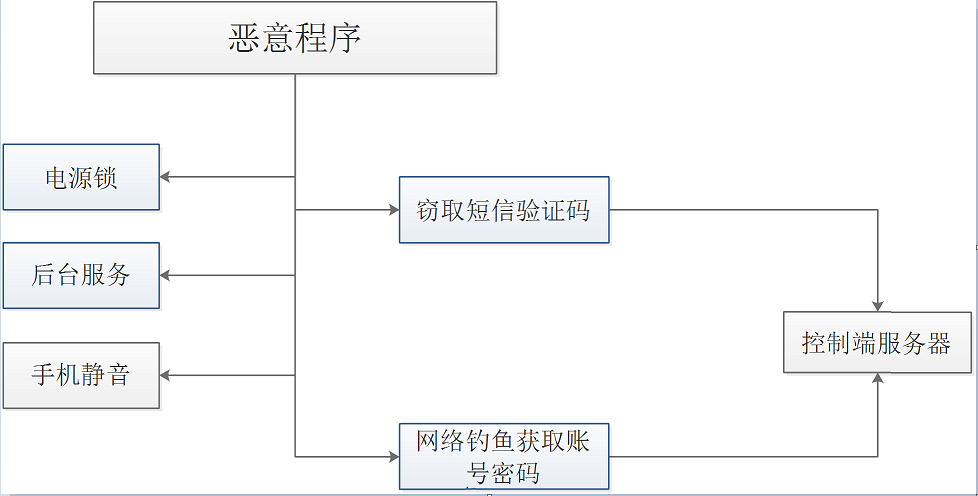 恶意程序
电源锁
窃取短信验证码
后台服务
控制端服务器
手机静音
网络钓鱼获取账
号密码